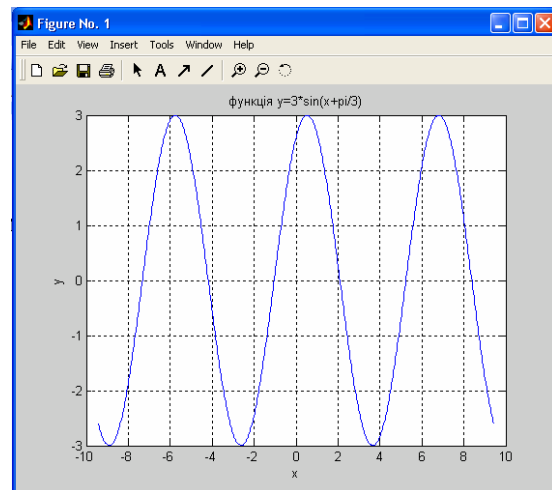 Figure No. 1
File Edit View Insert Tools Window Help
A
функція y=3*sin(x+pi/3)
3
2
1
0
-1
-2
-3
y
-10 -8 -6 -4 -2 0 2 4 6 8 10
x